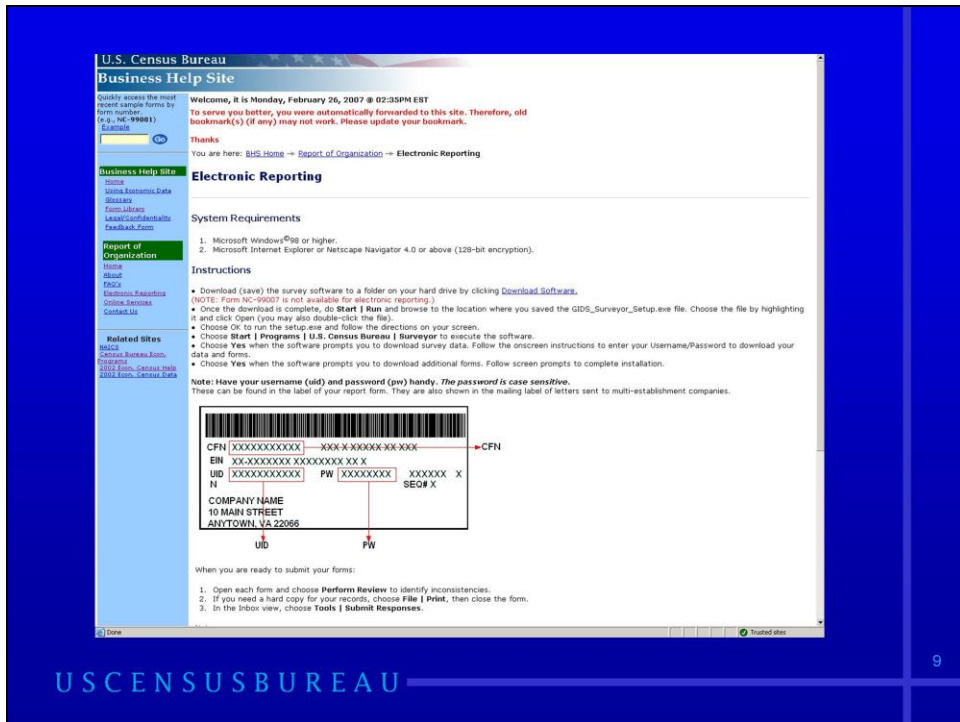 U.S. Census Bureau
Business Help Site
Quickly access the most
recent sample forms by
form number.
(e.g., NC-99001)
Example
Go
Business Help Site
Home
Using Economic Data
Glossary
Form Library
Legal/Confidentiality
Feedback Form
Report of
Organization
Home
About
FAQ's
Electronic Reporting
Online Services
Contact Us
Related Sites
NAICS
Census Bureau Econ.
Programs
2002 Econ. Census Help
2002 Econ. Census Data
Welcome, it is Monday, February 26, 2007 @ 02:35PM EST
To serve you better, you were automatically forwarded to this site. Therefore, old
bookmark(s) (if any) may not work. Please update your bookmark.
Thanks
You are here: BHS Home → Report of Organization → Electronic Reporting
Electronic Reporting
System Requirements
1. Microsoft Windows©98 or higher.
2. Microsoft Internet Explorer or Netscape Navigator 4.0 or above (128-bit encryption).
Instructions
• Download (save) the survey software to a folder on your hard drive by clicking Download Software.
(NOTE: Form NC-99007 is not available for electronic reporting.)
• Once the download is complete, do Start | Run and browse to the location where you saved the GIDS_Surveyor_Setup.exe file. Choose the file by highlighting
it and click Open (you may also double-click the file).
• Choose OK to run the setup.exe and follow the directions on your screen.
• Choose Start | Programs | U.S. Census Bureau | Surveyor to execute the software.
• Choose Yes when the software prompts you to download survey data. Follow the onscreen instructions to enter your Username/Password to download your
data and forms.
• Choose Yes when the software prompts you to download additional forms. Follow screen prompts to complete installation.
Note: Have your username (uid) and password (pw) handy. The password is case sensitive.
These can be found in the label of your report form. They are also shown in the mailing label of letters sent to multi-establishment companies.
CFN XXXXXXXXXXX XXX X XXXXX XX XXX CFN
EIN XX-XXXXXXX XXXXXXXX XX X
UID XXXXXXXXXXX PW XXXXXXXX XXXXXX X
N SEQ# X
COMPANY NAME
10 MAIN STREET
ANYTOWN, VA 22066
UID PW
When you are ready to submit your forms:
1. Open each form and choose Perform Review to identify inconsistencies.
2. If you need a hard copy for your records, choose File | Print, then close the form.
3. In the Inbox view, choose Tools | Submit Responses.
Done Trusted sites
9
USCENSUSBUREAU